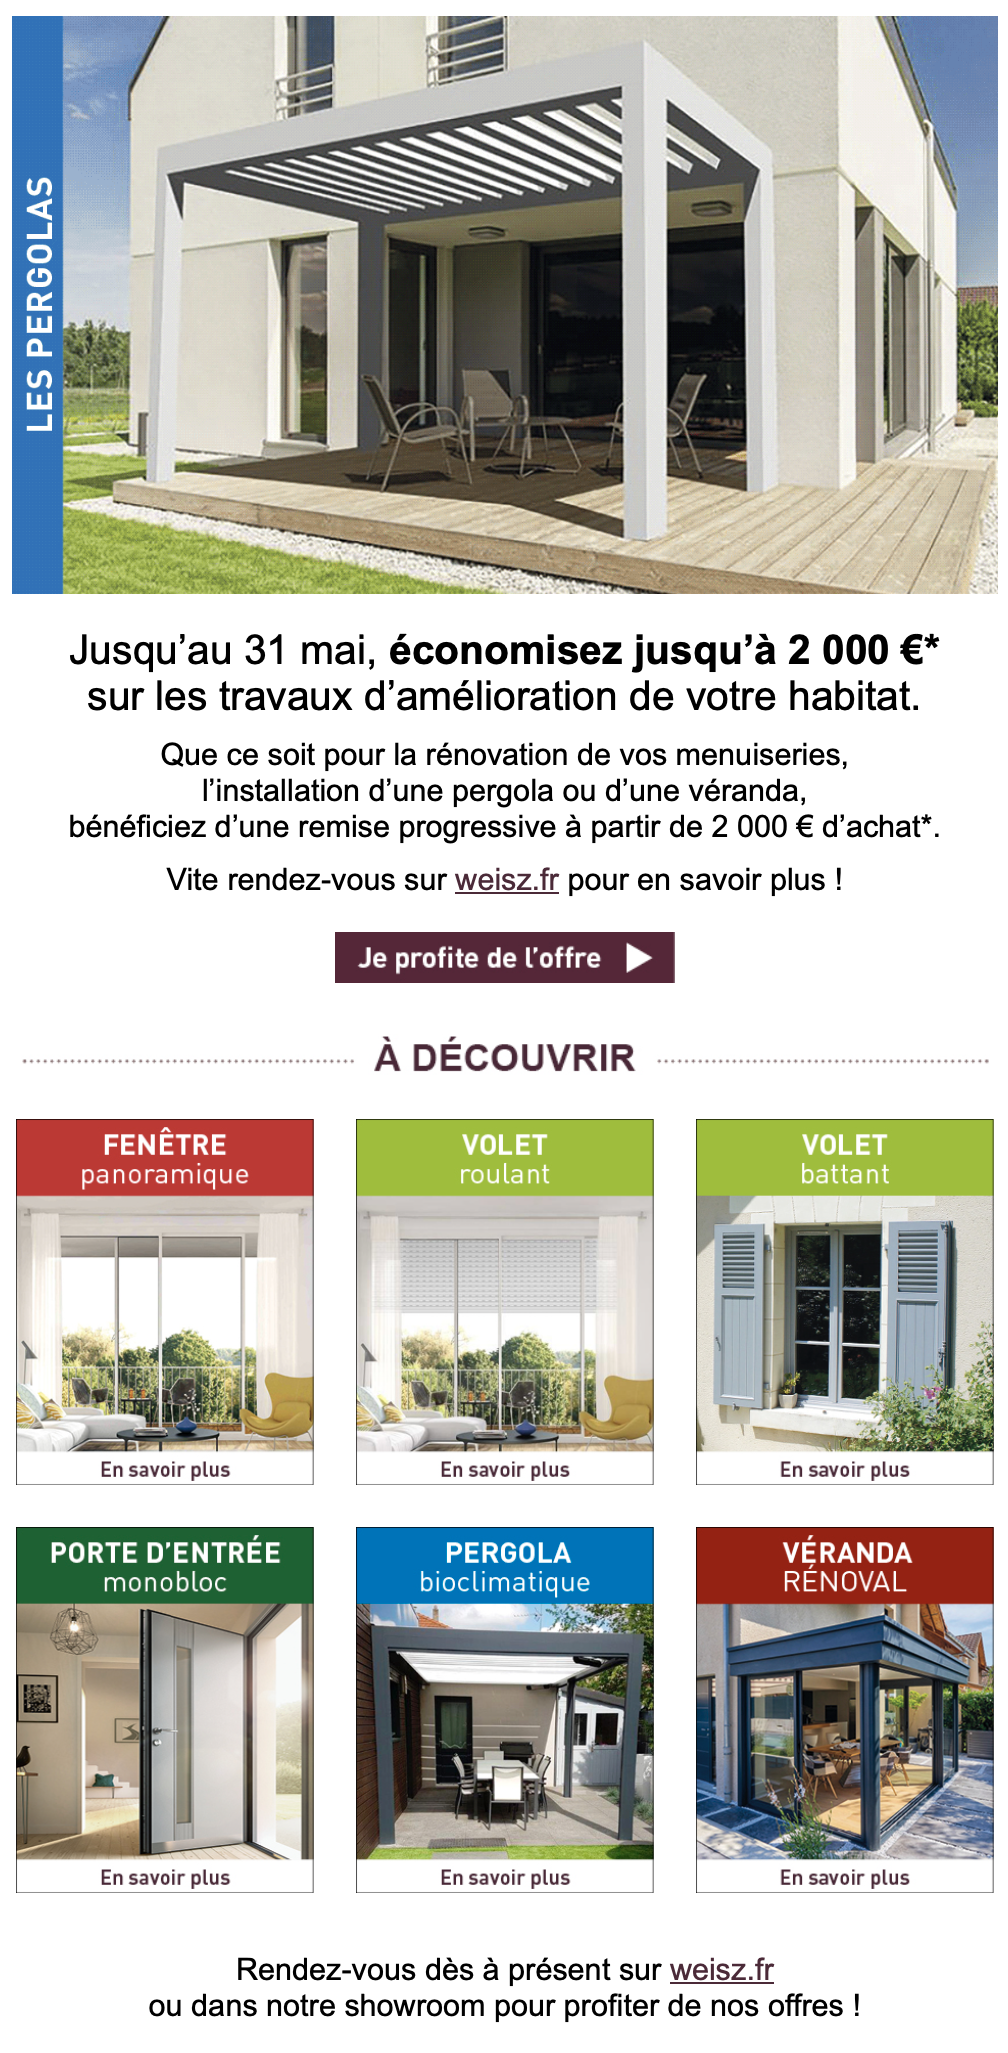 LES PERGOLAS
Jusqu’au 31 mai, économisez jusqu’à 2 000 €*
sur les travaux d’amélioration de votre habitat.
Que ce soit pour la rénovation de vos menuiseries,
l’installation d’une pergola ou d’une véranda,
bénéficiez d’une remise progressive à partir de 2 000 € d’achat*.
Vite rendez-vous sur weisz.fr pour en savoir plus !
Je profite de l’offre
À DÉCOUVRIR
FENÊTRE
panoramique
En savoir plus
VOLET
roulant
En savoir plus
VOLET
battant
En savoir plus
PORTE D’ENTRÉE
monobloc
En savoir plus
PERGOLA
bioclimatique
En savoir plus
VÉRANDA
RÉNOVAL
En savoir plus
Rendez-vous dès à présent sur weisz.fr
ou dans notre showroom pour profiter de nos offres !